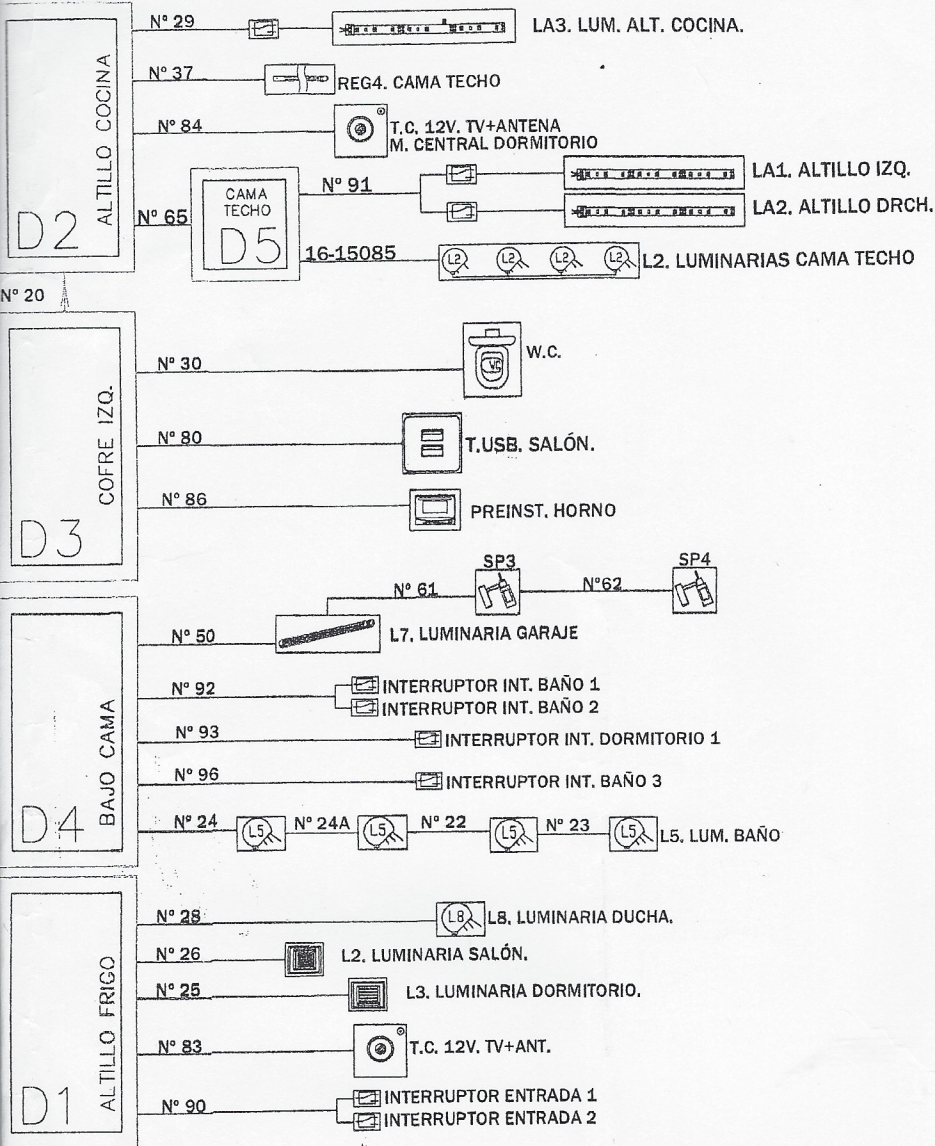 Nº 29
LA3. LUM. ALT. COCINA.
Nº 37
REG4. CAMA TECHO
Nº 84
T.C. 12V. TV+ANTENA
M. CENTRAL DORMITORIO
D2
ALTILLO COCINA
Nº 65
CAMA
TECHO
D5
Nº 91
LA1. ALTILLO IZQ.
LA2. ALTILLO DRCH.
16-15085
L2 L2 L2 L2
L2. LUMINARIAS CAMA TECHO
Nº 20
D3
COFRE IZQ.
Nº 30
W.C.
Nº 80
T.USB. SALÓN.
Nº 86
PREINST. HORNO
D4
BAJO CAMA
Nº 50
L7. LUMINARIA GARAJE
Nº 61
SP3
Nº62
SP4
Nº 92
INTERRUPTOR INT. BAÑO 1
INTERRUPTOR INT. BAÑO 2
Nº 93
INTERRUPTOR INT. DORMITORIO 1
Nº 96
INTERRUPTOR INT. BAÑO 3
Nº 24
L5
Nº 24A
L5
Nº 22
L5
Nº 23
L5
L5. LUM. BAÑO
D1
ALTILLO FRIGO
Nº 28
L8
L8. LUMINARIA DUCHA.
Nº 26
L2. LUMINARIA SALÓN.
Nº 25
L3. LUMINARIA DORMITORIO.
Nº 83
T.C. 12V. TV+ANT.
Nº 90
INTERRUPTOR ENTRADA 1
INTERRUPTOR ENTRADA 2